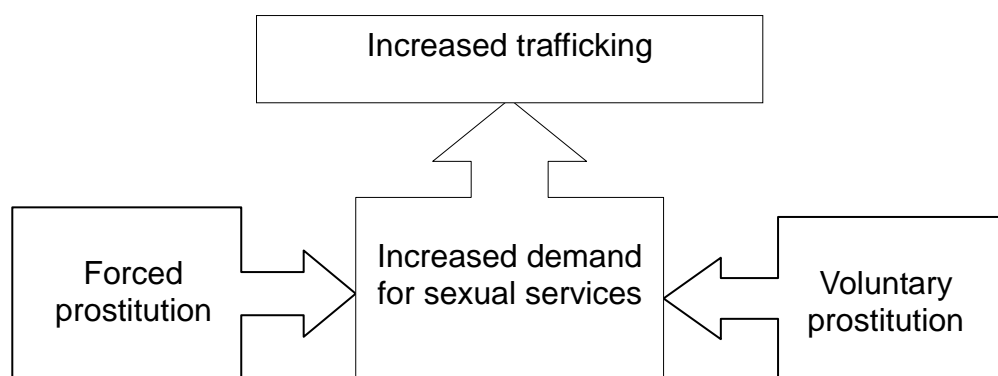 Increased trafficking
Forced
prostitution
Increased demand
for sexual services
Voluntary
prostitution